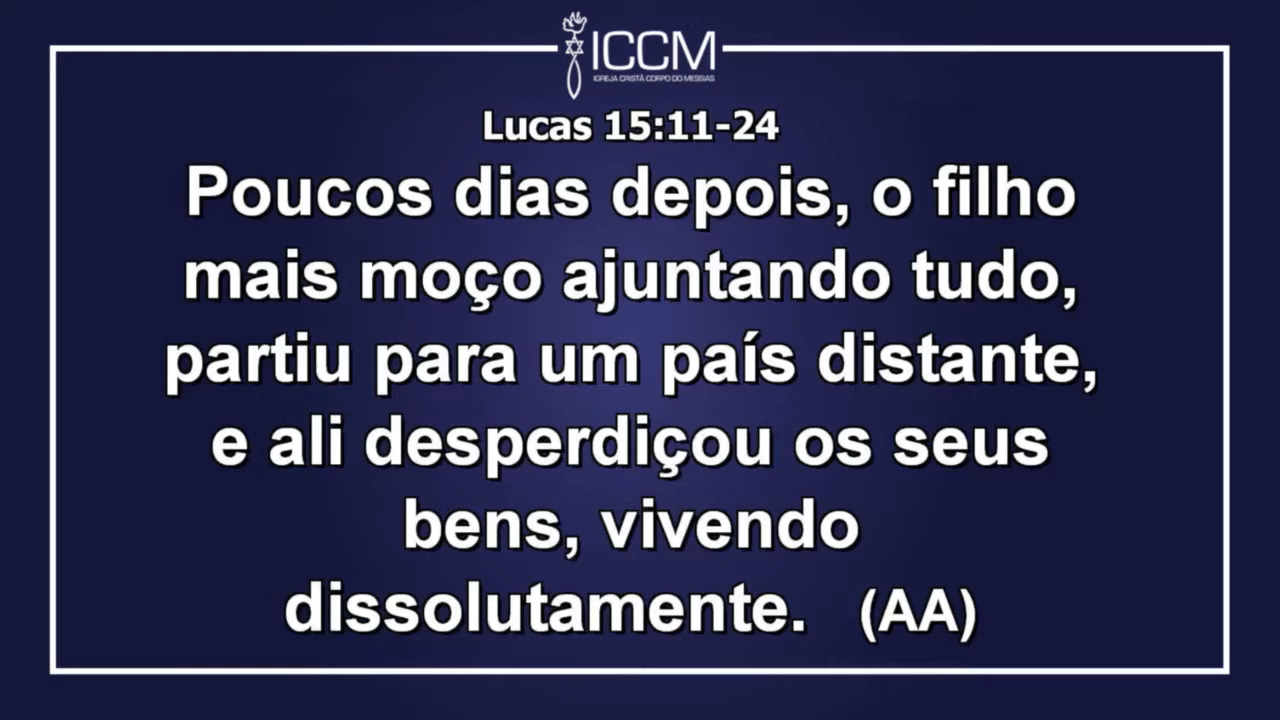 ICCM
IGREJA CRISTÃ CORPO DO MESSIAS
Lucas 15:11-24
Poucos dias depois, o filho
mais moço ajuntando tudo,
partiu para um país distante,
e ali desperdiçou os seus
bens, vivendo
dissolutamente. (AA)